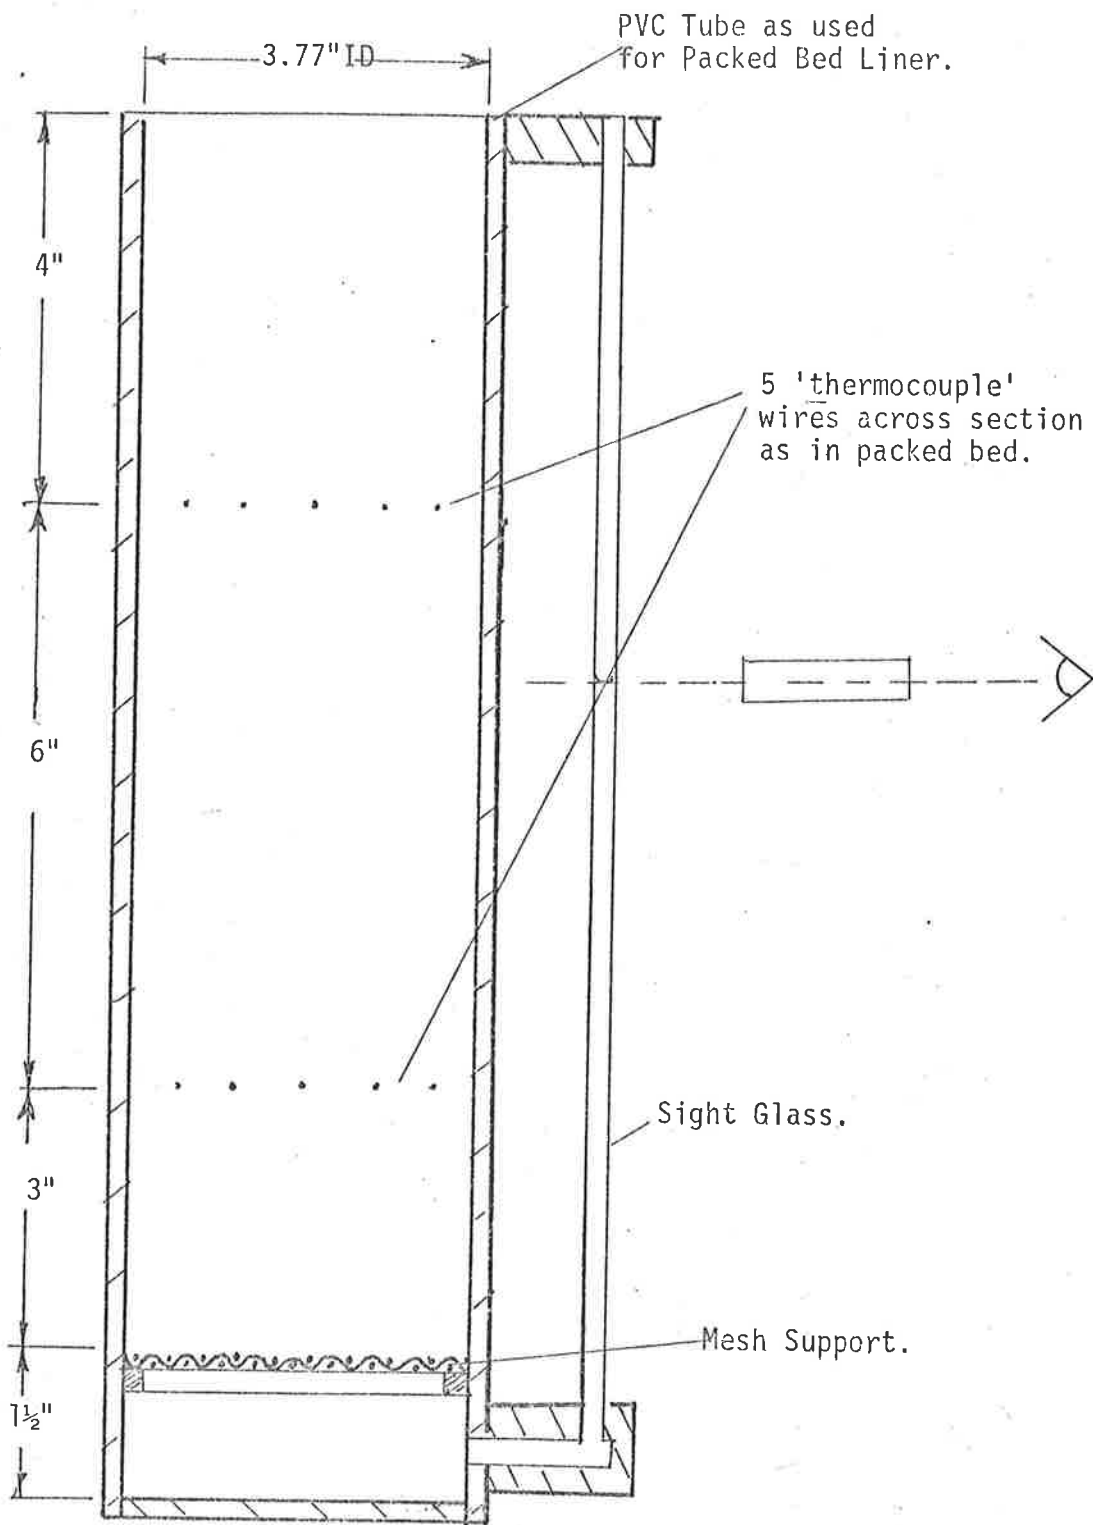 PVC Tube as used
for Packed Bed Liner.
3.77" ID
4"
5 'thermocouple'
wires across section
as in packed bed.
6"
Sight Glass.
3"
Mesh Support.
1½"